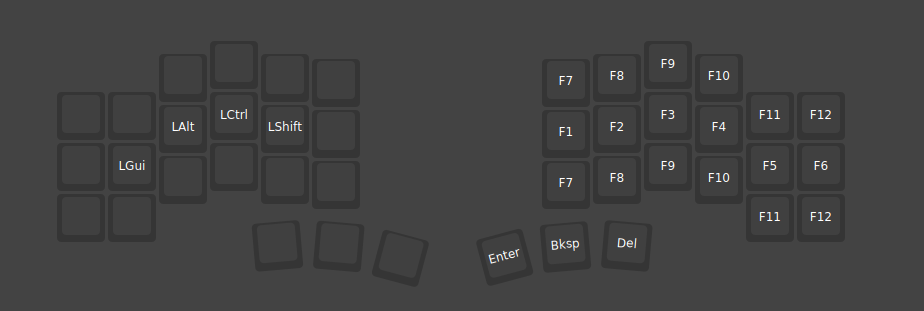 F9
F7 F8 F10
LAlt LCtrl LShift F1 F2 F3 F4 F11 F12
LGui F7 F8 F9 F10 F5 F6
F11 F12
Enter Bksp Del